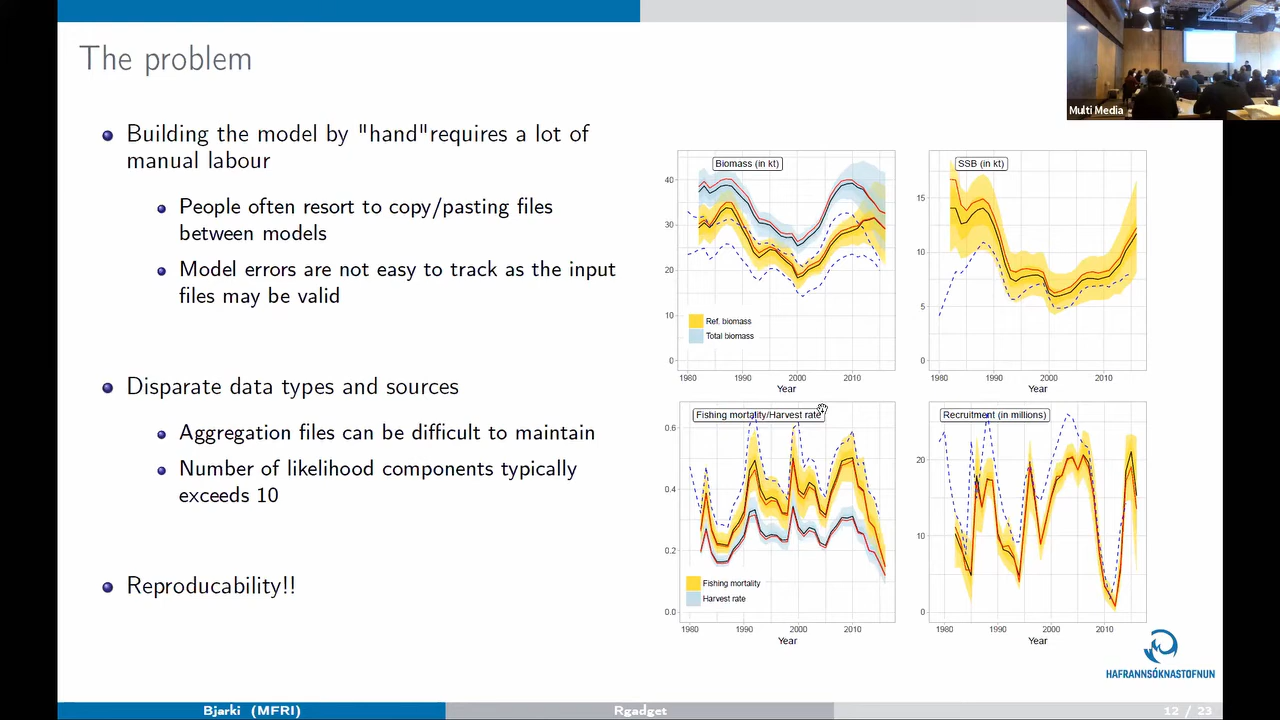 The problem
Building the model by "hand"requires a lot of
manual labour
People often resort to copy/pasting files
between models
Model errors are not easy to track as the input
files may be valid
Disparate data types and sources
Aggregation files can be difficult to maintain
Number of likelihood components typically
exceeds 10
Reproducability!!
Multi Media
Biomass (in kt)
40
30
20
10
0
Ref. biomass
Total biomass
1980 1990 2000 2010
Year
SSB (in kt)
15
10
5
0
1980 1990 2000 2010
Year
Fishing mortality/Harvest rate
0.6
0.4
0.2
0.0
Fishing mortality
Harvest rate
1980 1990 2000 2010
Year
Recruitment (in millions)
20
10
0
1980 1990 2000 2010
Year
HAFRANNSÓKNASTOFNUN
Bjarki (MFRI) Rgadget 12 / 23